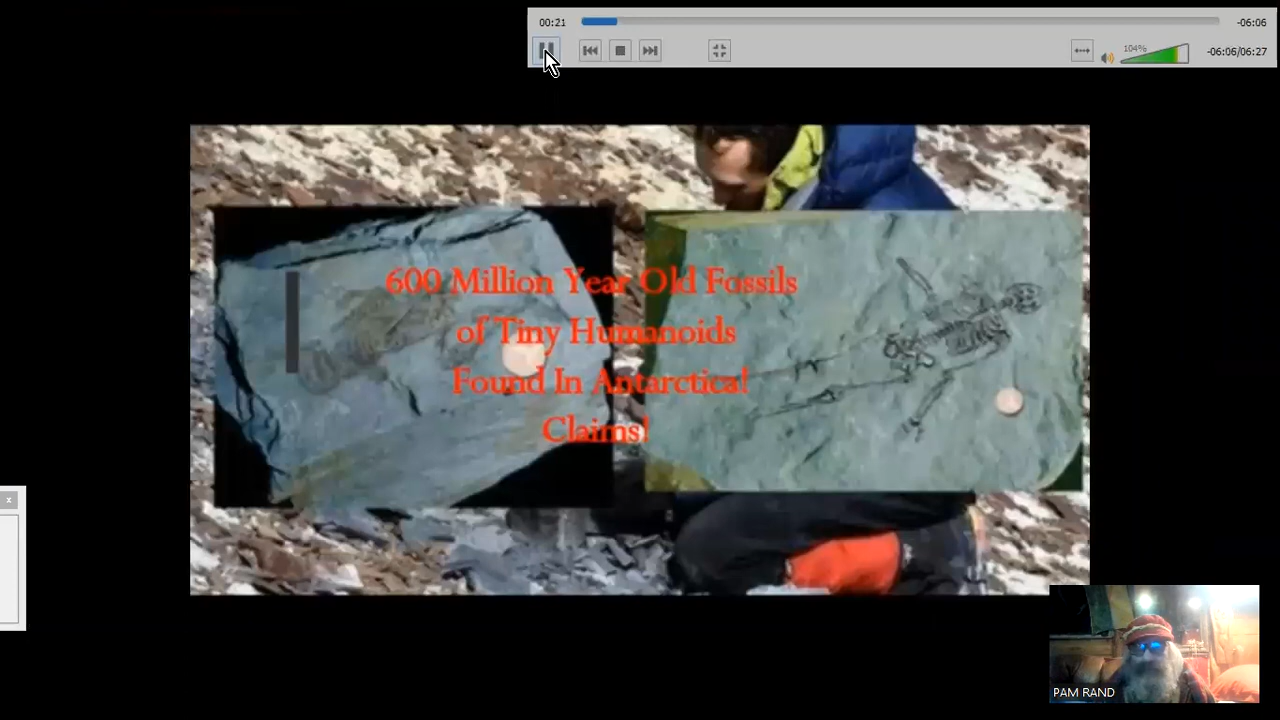 00:21
-06:06
104%
-06:06/06:27
600 Million Year Old Fossils
of Tiny Humanoids
Found In Antarctica!
Claims!
x
PAM RAND